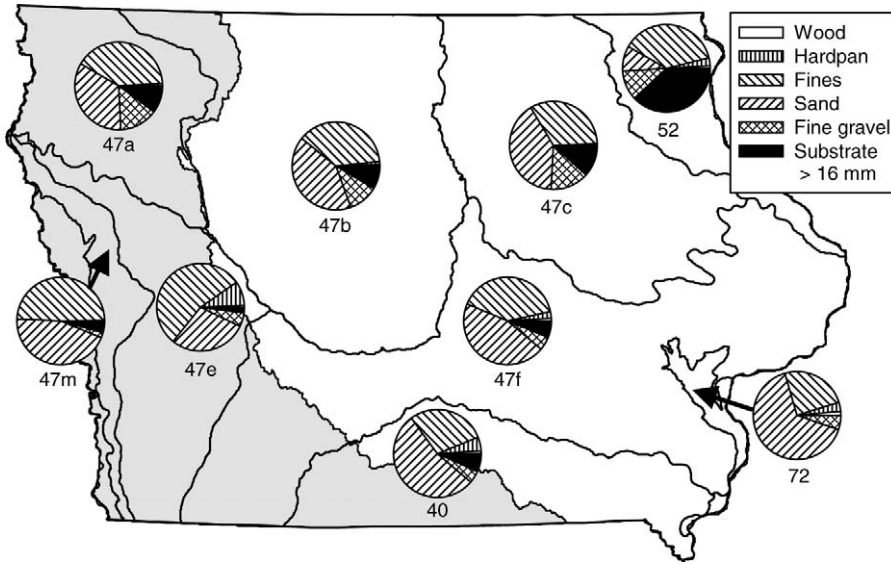 Wood
Hardpan
Fines
Sand
Fine gravel
Substrate
> 16 mm
47a
47b
47c
52
47m
47e
47f
40
72